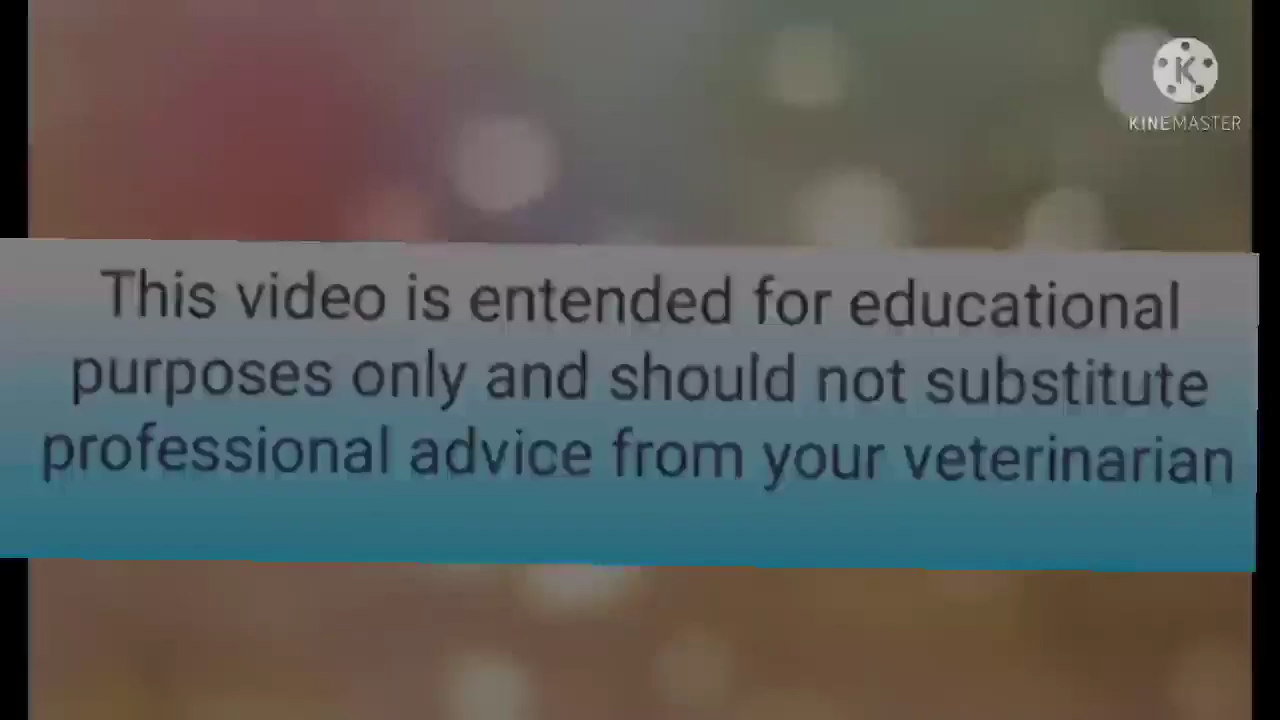 K
KINEMASTER
This video is entended for educational
purposes only and should not substitute
professional advice from your veterinarian